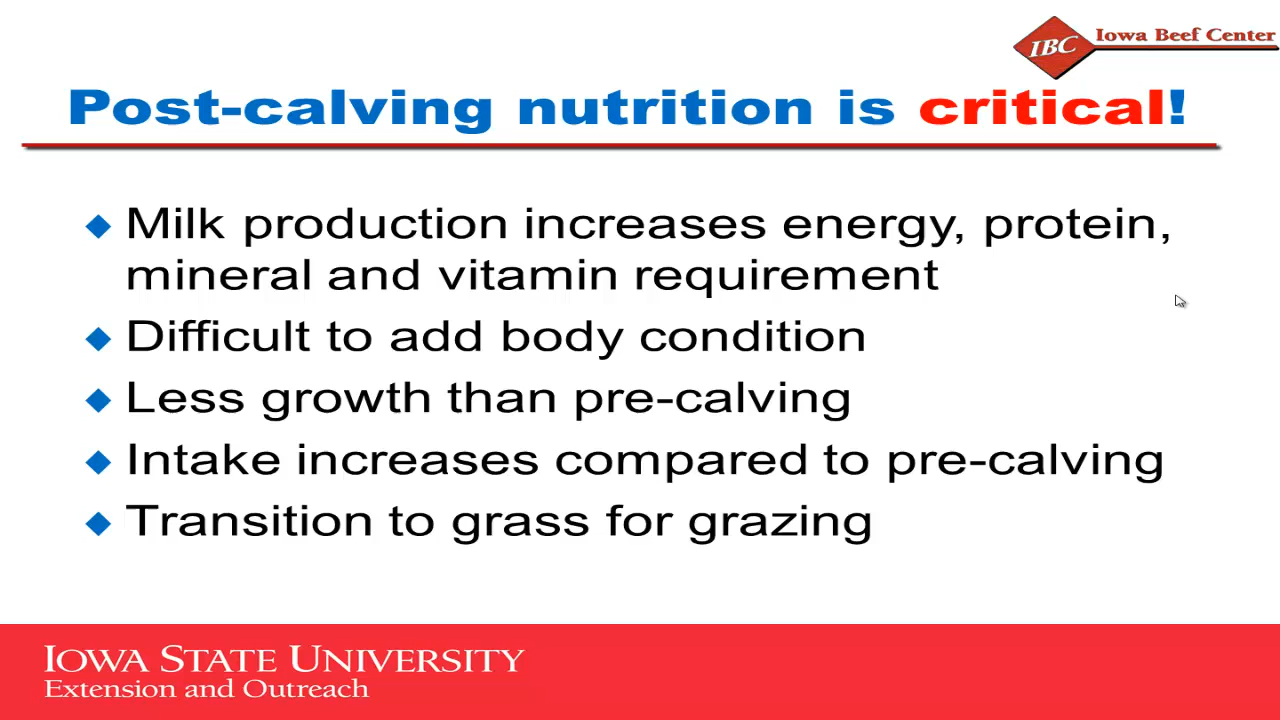 IBC Iowa Beef Center
Post-calving nutrition is critical!
Milk production increases energy, protein,
mineral and vitamin requirement
Difficult to add body condition
Less growth than pre-calving
Intake increases compared to pre-calving
Transition to grass for grazing
IOWA STATE UNIVERSITY
Extension and Outreach